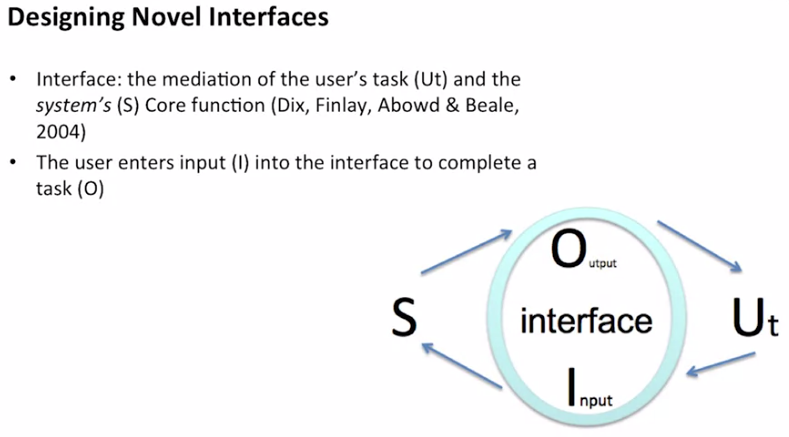 Designing Novel Interfaces
• Interface: the mediation of the user's task (Ut) and the
system's (S) Core function (Dix, Finlay, Abowd & Beale,
2004)
• The user enters input (I) into the interface to complete a
task (O)
Output
S
interface
Ut
Input